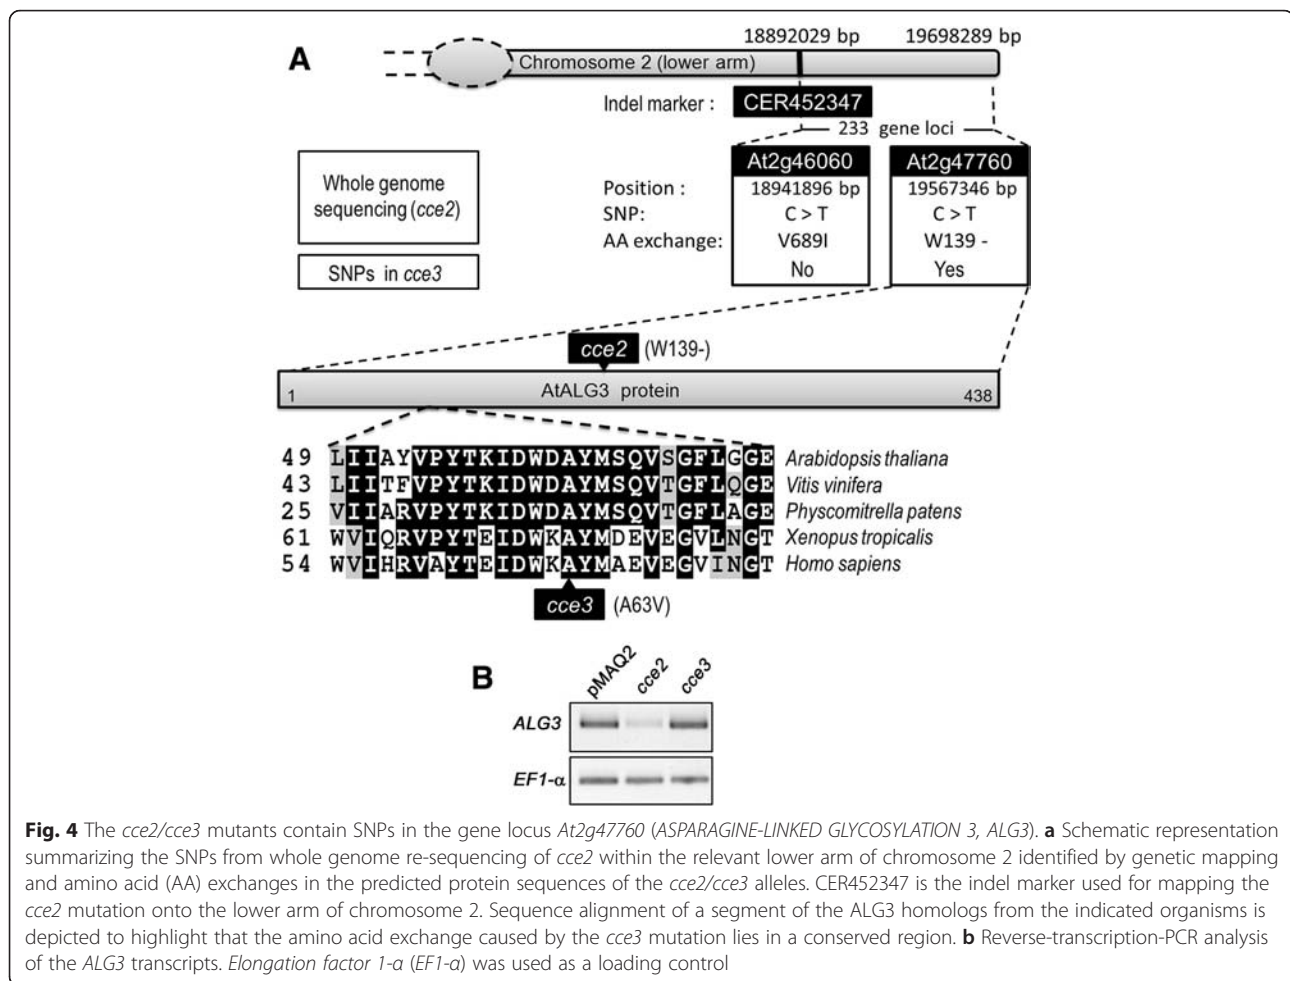 A
18892029 bp 19698289 bp
Chromosome 2 (lower arm)
Indel marker : CER452347
233 gene loci
Whole genome
sequencing (cce2)
SNPs in cce3
At2g46060 At2g47760
Position : 18941896 bp 19567346 bp
SNP: C > T C > T
AA exchange: V689I W139 -
No Yes
cce2 (W139-)
1 AtALG3 protein 438
49 LIIAYVPYTKIDWDAYMSQVSGFLGGE Arabidopsis thaliana
43 LIITFVPYTKIDWDAYMSQVTGFLQGE Vitis vinifera
25 VIIARVPYTKIDWDAYMSQVTGFLAGE Physcomitrella patens
61 WVIQRVPYTEIDWKAYMDEVEGVLNGT Xenopus tropicalis
54 WVIHRVAYTEIDWKAYMAEVEGVINGT Homo sapiens
cce3 (A63V)
B
pMAQ2 cce2 cce3
ALG3
EF1-α
Fig. 4 The cce2/cce3 mutants contain SNPs in the gene locus At2g47760 (ASPARAGINE-LINKED GLYCOSYLATION 3, ALG3). a Schematic representation
summarizing the SNPs from whole genome re-sequencing of cce2 within the relevant lower arm of chromosome 2 identified by genetic mapping
and amino acid (AA) exchanges in the predicted protein sequences of the cce2/cce3 alleles. CER452347 is the indel marker used for mapping the
cce2 mutation onto the lower arm of chromosome 2. Sequence alignment of a segment of the ALG3 homologs from the indicated organisms is
depicted to highlight that the amino acid exchange caused by the cce3 mutation lies in a conserved region. b Reverse-transcription-PCR analysis
of the ALG3 transcripts. Elongation factor 1-α (EF1-α) was used as a loading control